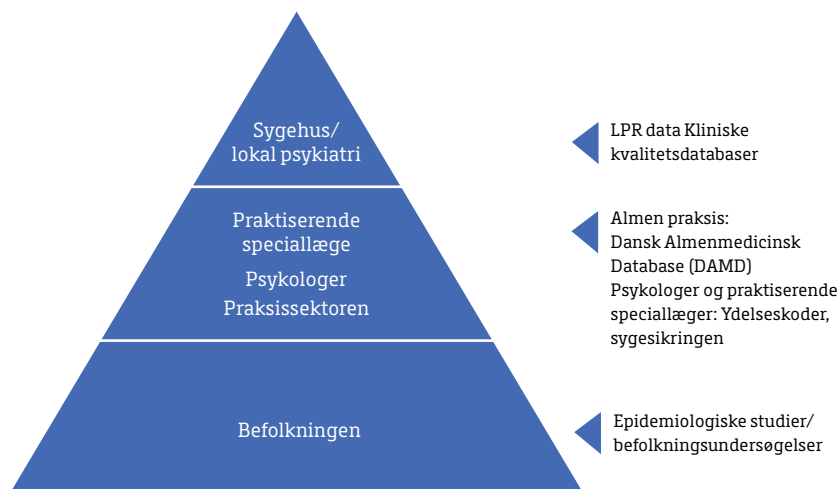 Sygehus/
lokal psykiatri
LPR data Kliniske
kvalitetsdatabaser
Praktiserende
speciallæge
Psykologer
Praksissektoren
Almen praksis:
Dansk Almenmedicinsk
Database (DAMD)
Psykologer og praktiserende
speciallæger: Ydelseskoder,
sygesikringen
Befolkningen
Epidemiologiske studier/
befolkningsundersøgelser